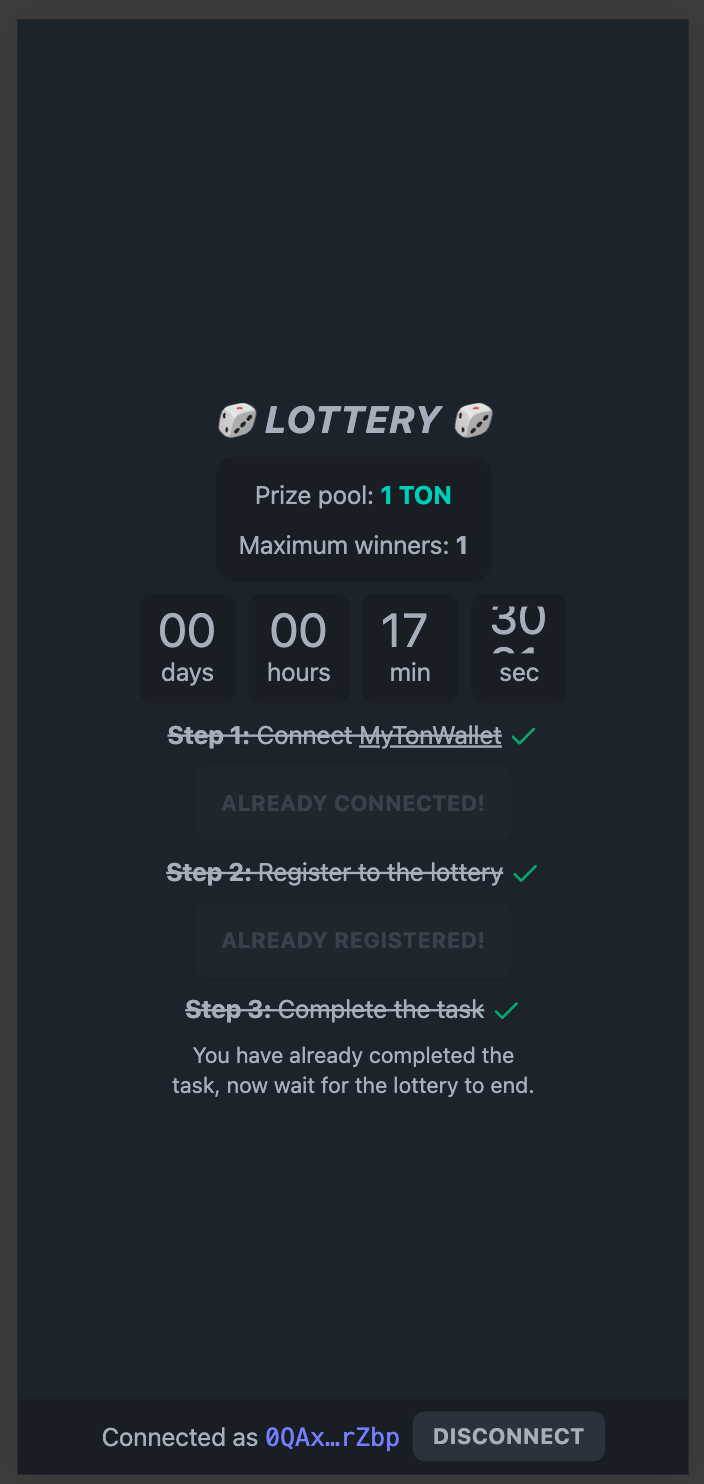 LOTTERY
Prize pool: 1 TON
Maximum winners: 1
00 00 17 30
days hours min sec
Step 1: Connect MyTonWallet
ALREADY CONNECTED!
Step 2: Register to the lottery
ALREADY REGISTERED!
Step 3: Complete the task
You have already completed the
task, now wait for the lottery to end.
Connected as 0QAx…rZbp DISCONNECT